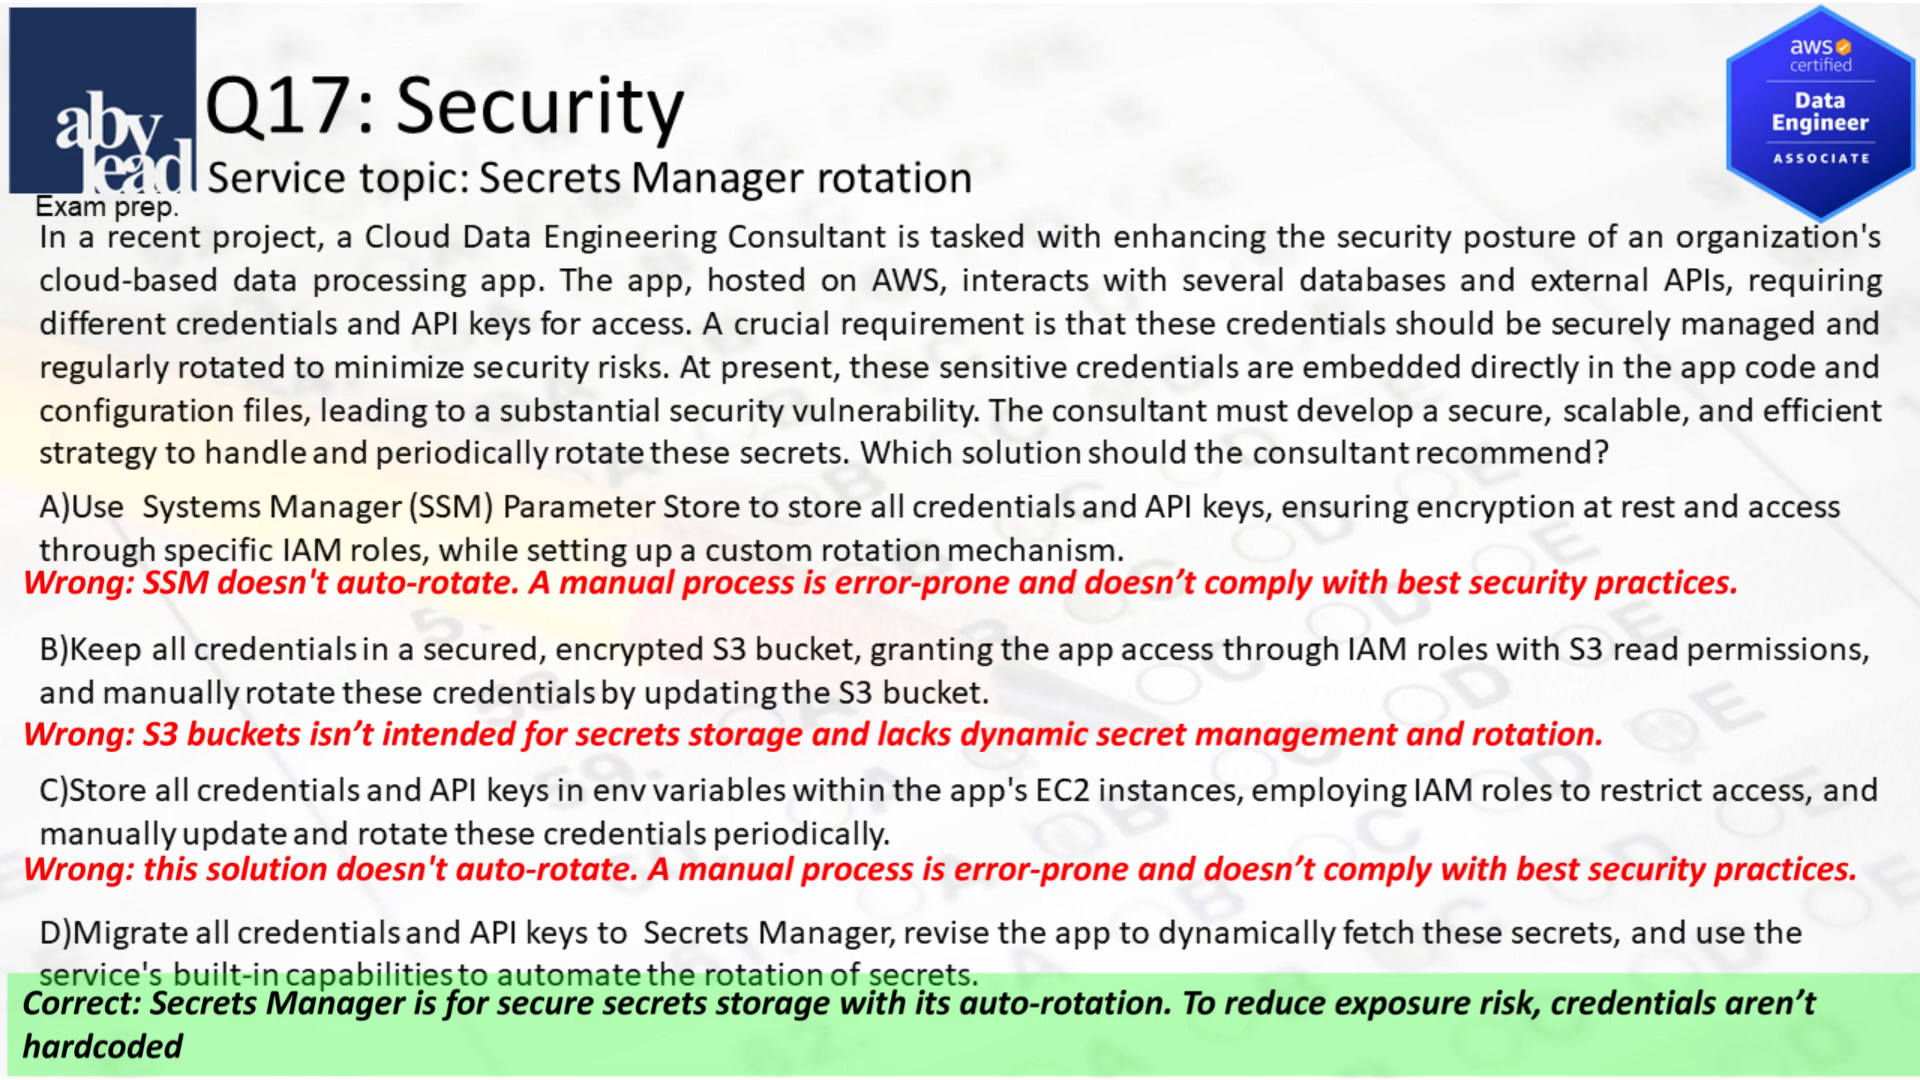 aby
lead
Exam prep.
Q17: Security
Service topic: Secrets Manager rotation
aws
certified
Data
Engineer
ASSOCIATE
In a recent project, a Cloud Data Engineering Consultant is tasked with enhancing the security posture of an organization's
cloud-based data processing app. The app, hosted on AWS, interacts with several databases and external APIs, requiring
different credentials and API keys for access. A crucial requirement is that these credentials should be securely managed and
regularly rotated to minimize security risks. At present, these sensitive credentials are embedded directly in the app code and
configuration files, leading to a substantial security vulnerability. The consultant must develop a secure, scalable, and efficient
strategy to handle and periodically rotate these secrets. Which solution should the consultant recommend?
A)Use Systems Manager (SSM) Parameter Store to store all credentials and API keys, ensuring encryption at rest and access
through specific IAM roles, while setting up a custom rotation mechanism.
Wrong: SSM doesn't auto-rotate. A manual process is error-prone and doesn’t comply with best security practices.
B)Keep all credentials in a secured, encrypted S3 bucket, granting the app access through IAM roles with S3 read permissions,
and manually rotate these credentials by updating the S3 bucket.
Wrong: S3 buckets isn’t intended for secrets storage and lacks dynamic secret management and rotation.
C)Store all credentials and API keys in env variables within the app's EC2 instances, employing IAM roles to restrict access, and
manually update and rotate these credentials periodically.
Wrong: this solution doesn't auto-rotate. A manual process is error-prone and doesn’t comply with best security practices.
D)Migrate all credentials and API keys to Secrets Manager, revise the app to dynamically fetch these secrets, and use the
service's built-in capabilities to automate the rotation of secrets.
Correct: Secrets Manager is for secure secrets storage with its auto-rotation. To reduce exposure risk, credentials aren’t
hardcoded